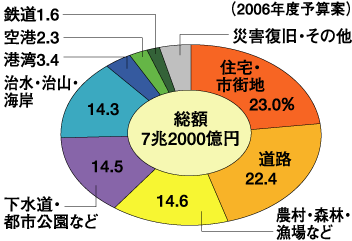 (2006年度予算案)
鉄道1.6
空港2.3
港湾3.4
治水・治山・
海岸
14.3
災害復旧・その他
住宅・
市街地
23.0%
総額
7兆2000億円
道路
22.4
14.5
下水道・
都市公園など
14.6
農村・森林・
漁場など